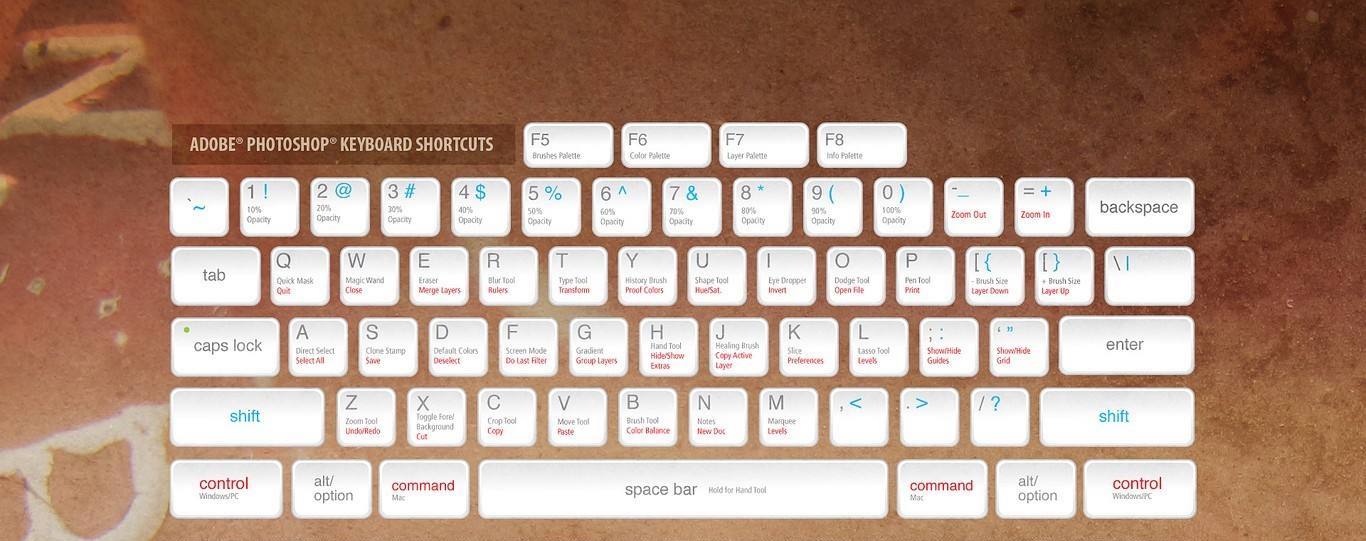 ADOBE® PHOTOSHOP® KEYBOARD SHORTCUTS
F5
Brushes Palette
F6
Color Palette
F7
Layer Palette
F8
Info Palette
` ~
1 !
10%
Opacity
2 @
20%
Opacity
3 #
30%
Opacity
4 $
40%
Opacity
5 %
50%
Opacity
6 ^
60%
Opacity
7 &
70%
Opacity
8 *
80%
Opacity
9 (
90%
Opacity
0 )
100%
Opacity
- _
Zoom Out
= +
Zoom In
backspace
tab
Q
Quick Mask
Quit
W
Magic Wand
Close
E
Eraser
Merge Layers
R
Blur Tool
Rulers
T
Type Tool
Transform
Y
History Brush
Proof Colors
U
Shape Tool
Hue/Sat.
I
Eye Dropper
Invert
O
Dodge Tool
Open File
P
Pen Tool
Print
[ {
- Brush Size
Layer Down
[ }
+ Brush Size
Layer Up
\ |
caps lock
A
Direct Select
Select All
S
Clone Stamp
Save
D
Default Colors
Deselect
F
Screen Mode
Do Last Filter
G
Gradient
Group Layers
H
Hand Tool
Hide/Show
Extras
J
Healing Brush
Copy Active
Layer
K
Slice
Preferences
L
Lasso Tool
Levels
; :
Show/Hide
Guides
‘ ”
Show/Hide
Grid
enter
shift
Z
Zoom Tool
Undo/Redo
X
Toggle Fore/
Background
Cut
C
Crop Tool
Copy
V
Move Tool
Paste
B
Brush Tool
Color Balance
N
Notes
New Doc
M
Marquee
Levels
, <
. >
/ ?
shift
control
Windows/PC
alt/
option
command
Mac
space bar Hold for Hand Tool
command
Mac
alt/
option
control
Windows/PC